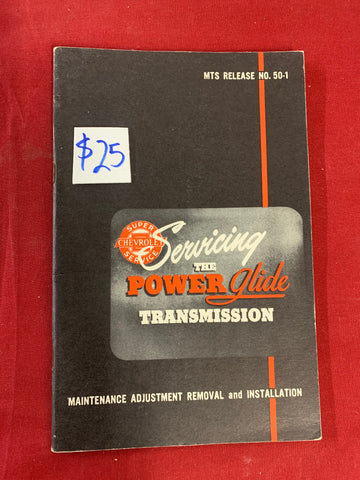 MTS RELEASE NO. 50-1
$25
SUPER
CHEVROLET
SERVICE
Servicing
THE
POWER Glide
TRANSMISSION
MAINTENANCE ADJUSTMENT REMOVAL and INSTALLATION